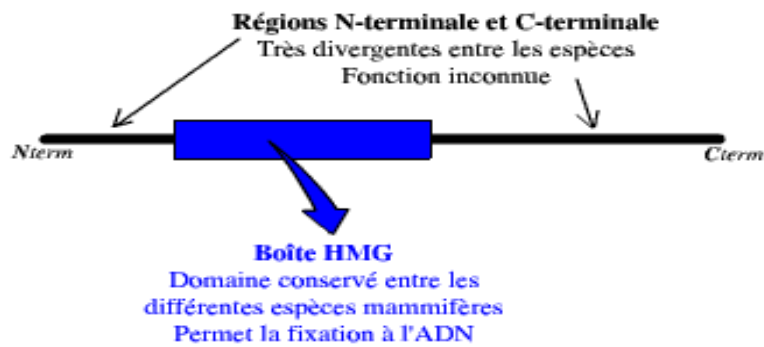 Régions N-terminale et C-terminale
Très divergentes entre les espèces
Fonction inconnue
Nterm
Cterm
Boîte HMG
Domaine conservé entre les
différentes espèces mammifères
Permet la fixation à l'ADN